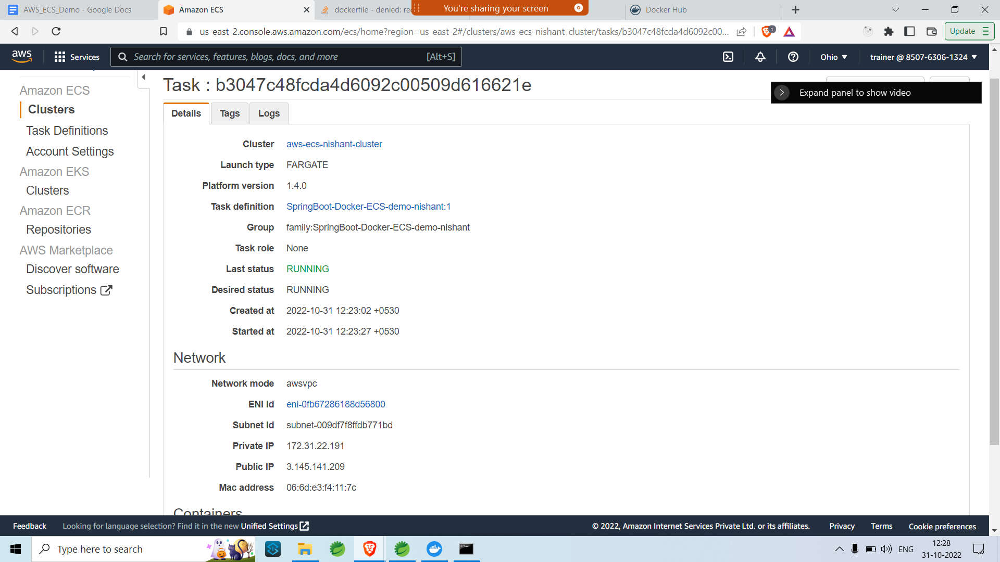 AWS_ECS_Demo - Google Docs
Amazon ECS
dockerfile - denied: rec
You're sharing your screen
Docker Hub
us-east-2.console.aws.amazon.com/ecs/home?region=us-east-2#/clusters/aws-ecs-nishant-cluster/tasks/b3047c48fcda4d6092c00...
1
Update
aws
Services
Search for services, features, blogs, docs, and more
[Alt+S]
Ohio
trainer @ 8507-6306-1324
Amazon ECS
Clusters
Task Definitions
Account Settings
Amazon EKS
Clusters
Amazon ECR
Repositories
AWS Marketplace
Discover software
Subscriptions
Task : b3047c48fcda4d6092c00509d616621e
Expand panel to show video
Details
Tags
Logs
Cluster aws-ecs-nishant-cluster
Launch type FARGATE
Platform version 1.4.0
Task definition SpringBoot-Docker-ECS-demo-nishant:1
Group family:SpringBoot-Docker-ECS-demo-nishant
Task role None
Last status RUNNING
Desired status RUNNING
Created at 2022-10-31 12:23:02 +0530
Started at 2022-10-31 12:23:27 +0530
Network
Network mode awsvpc
ENI Id eni-0fb67286188d56800
Subnet Id subnet-009df7f8ffdb771bd
Private IP 172.31.22.191
Public IP 3.145.141.209
Mac address 06:6d:e3:f4:11:7c
Containers
Feedback
Looking for language selection? Find it in the new Unified Settings
© 2022, Amazon Internet Services Private Ltd. or its affiliates.
Privacy
Terms
Cookie preferences
Type here to search
ENG
12:28
31-10-2022